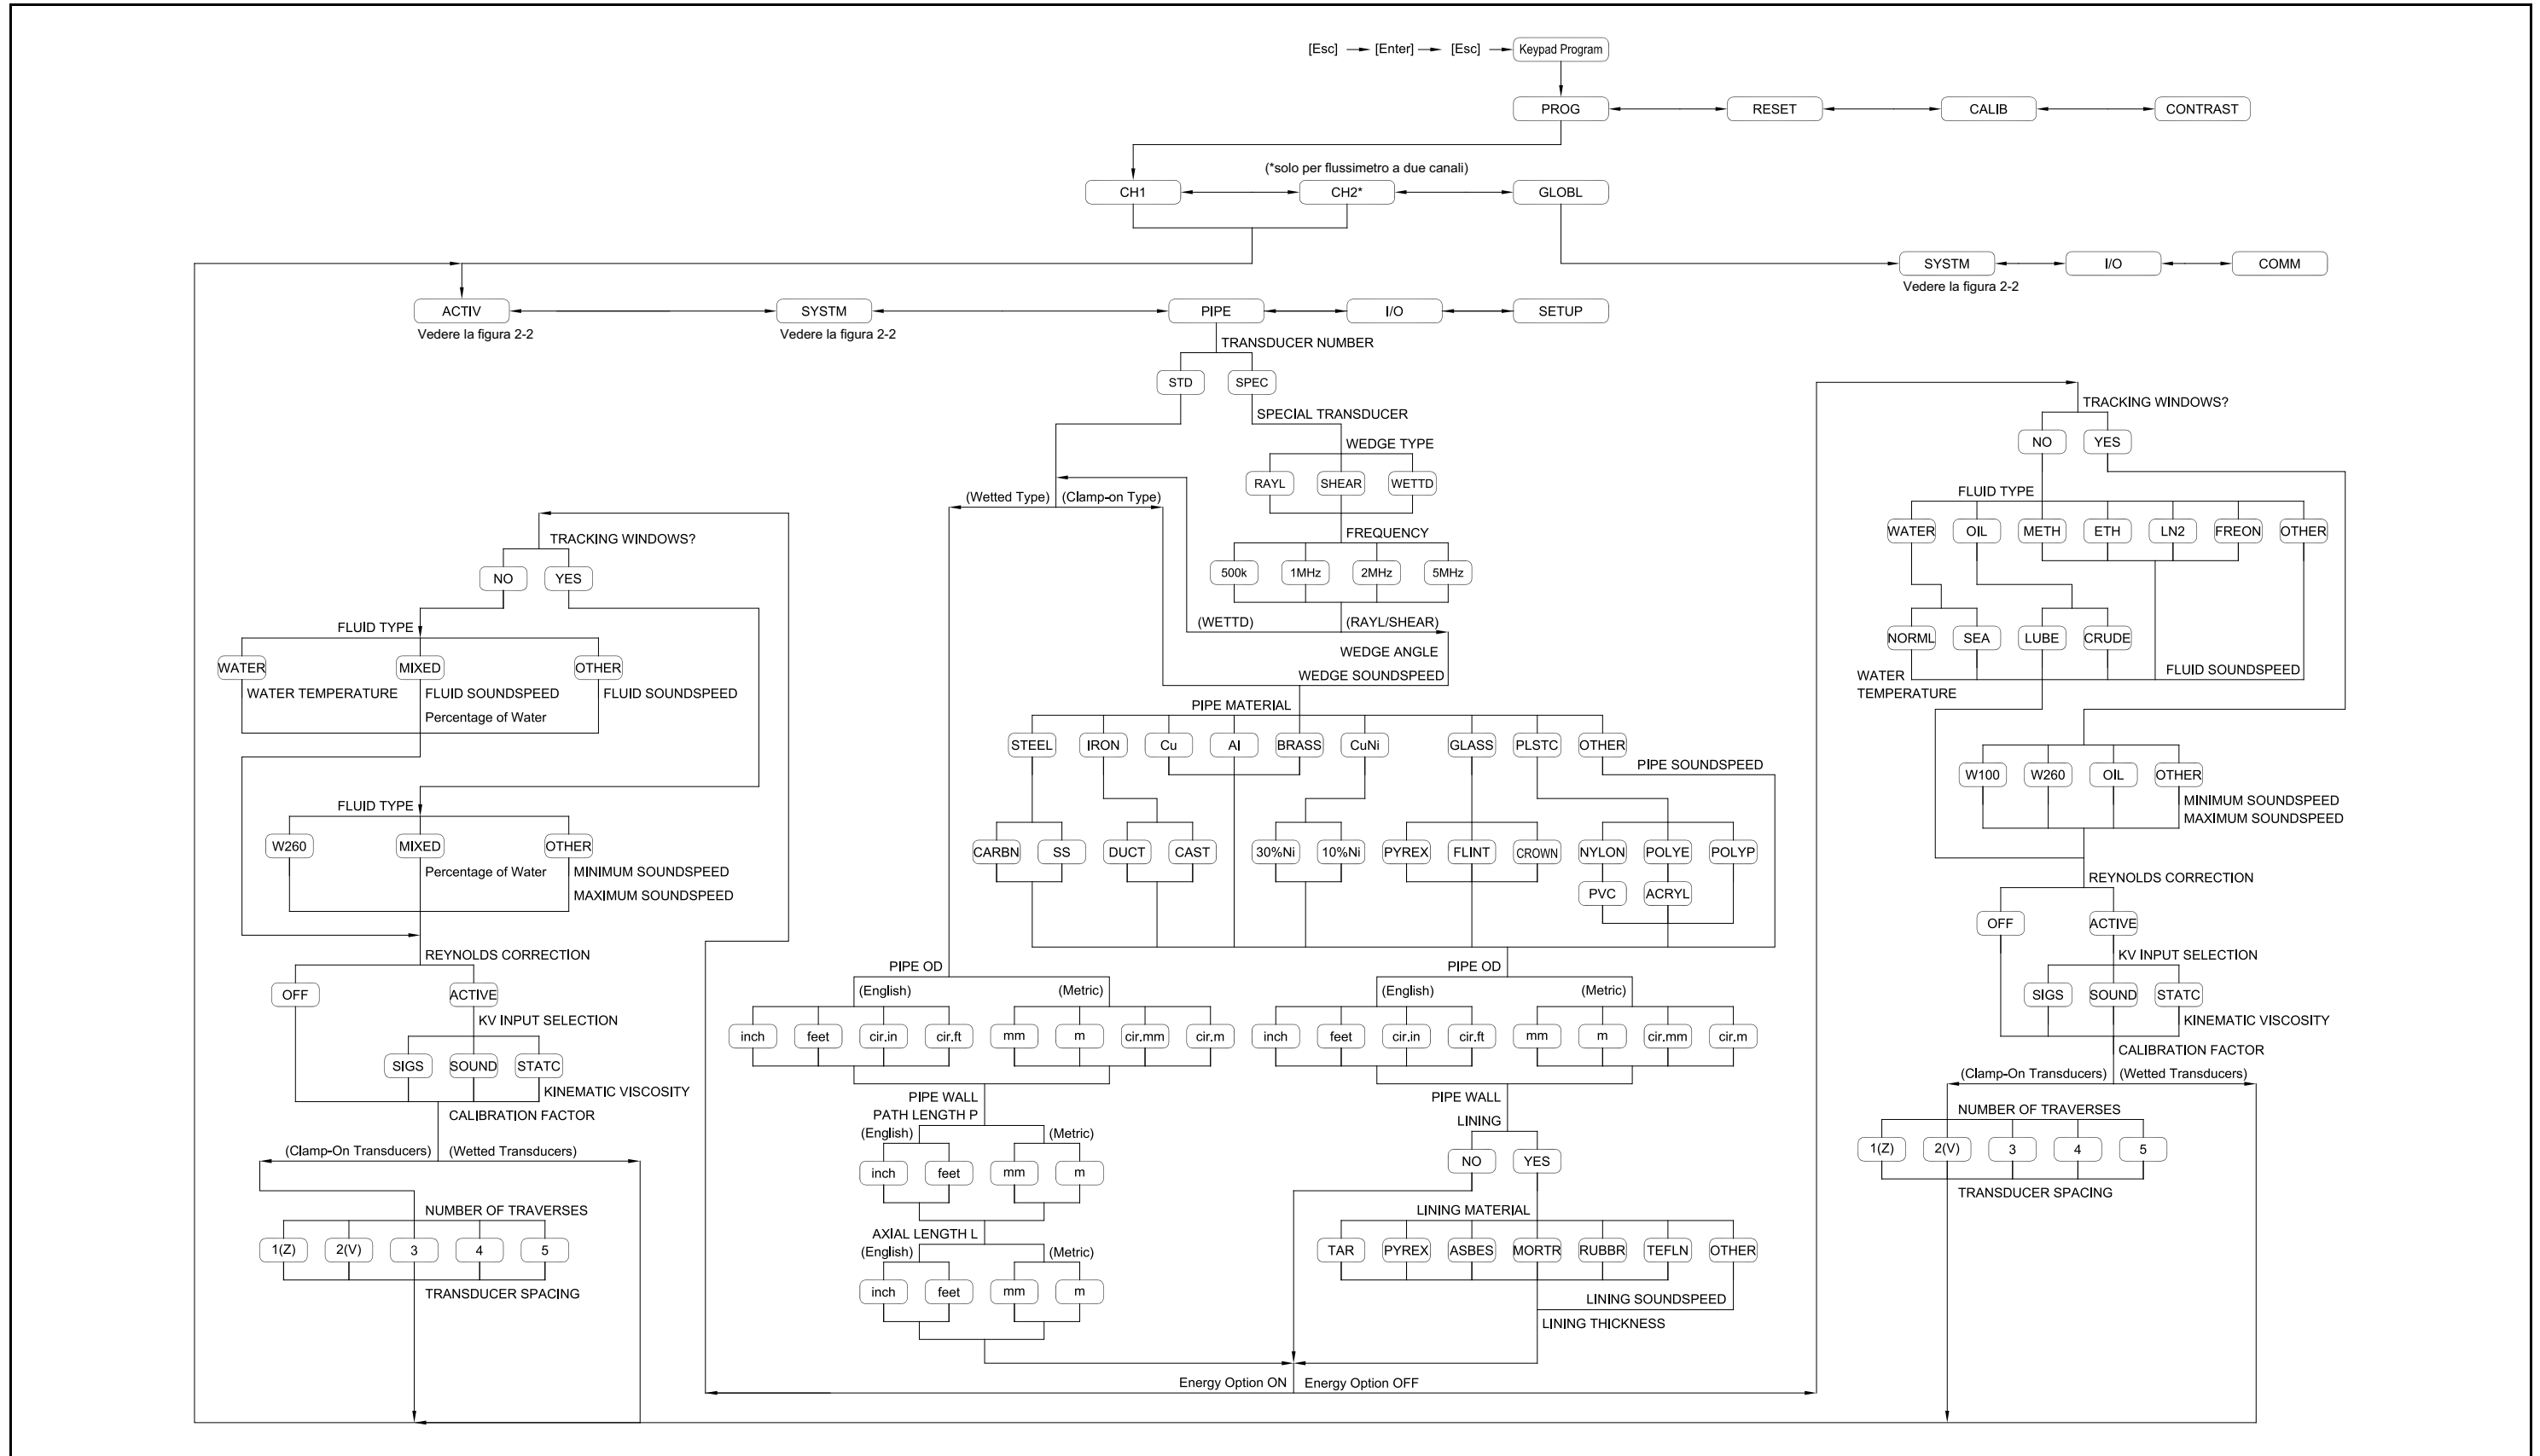 [Esc] [Enter] [Esc] Keypad Program
PROG RESET CALIB CONTRAST
(*solo per flussimetro a due canali)
CH1 CH2* GLOBL
SYSTM I/O COMM
Vedere la figura 2-2
ACTIV SYSTM PIPE I/O SETUP
Vedere la figura 2-2 Vedere la figura 2-2
TRANSDUCER NUMBER
STD SPEC
SPECIAL TRANSDUCER
WEDGE TYPE
RAYL SHEAR WETTD
(Wetted Type) (Clamp-on Type)
FREQUENCY
500k 1MHz 2MHz 5MHz
(WETTD) (RAYL/SHEAR)
WEDGE ANGLE
WEDGE SOUNDSPEED
PIPE MATERIAL
STEEL IRON Cu Al BRASS CuNi GLASS PLSTC OTHER
PIPE SOUNDSPEED
CARBN SS DUCT CAST 30%Ni 10%Ni PYREX FLINT CROWN NYLON POLYE POLYP
PVC ACRYL
PIPE OD
(English) (Metric)
inch feet cir.in cir.ft mm m cir.mm cir.m
PIPE WALL
PATH LENGTH P
(English) (Metric)
inch feet mm m
AXIAL LENGTH L
(English) (Metric)
inch feet mm m
PIPE OD
(English) (Metric)
inch feet cir.in cir.ft mm m cir.mm cir.m
PIPE WALL
LINING
NO YES
LINING MATERIAL
TAR PYREX ASBES MORTR RUBBR TEFLN OTHER
LINING SOUNDSPEED
LINING THICKNESS
Energy Option ON Energy Option OFF
TRACKING WINDOWS?
NO YES
FLUID TYPE
WATER MIXED OTHER
WATER TEMPERATURE FLUID SOUNDSPEED FLUID SOUNDSPEED
Percentage of Water
FLUID TYPE
W260 MIXED OTHER
Percentage of Water MINIMUM SOUNDSPEED
MAXIMUM SOUNDSPEED
REYNOLDS CORRECTION
OFF ACTIVE
KV INPUT SELECTION
SIGS SOUND STATC
KINEMATIC VISCOSITY
CALIBRATION FACTOR
(Clamp-On Transducers) (Wetted Transducers)
NUMBER OF TRAVERSES
1(Z) 2(V) 3 4 5
TRANSDUCER SPACING
TRACKING WINDOWS?
NO YES
FLUID TYPE
WATER OIL METH ETH LN2 FREON OTHER
NORML SEA LUBE CRUDE
WATER FLUID SOUNDSPEED
TEMPERATURE
W100 W260 OIL OTHER
MINIMUM SOUNDSPEED
MAXIMUM SOUNDSPEED
REYNOLDS CORRECTION
OFF ACTIVE
KV INPUT SELECTION
SIGS SOUND STATC
KINEMATIC VISCOSITY
CALIBRATION FACTOR
(Clamp-On Transducers) (Wetted Transducers)
NUMBER OF TRAVERSES
1(Z) 2(V) 3 4 5
TRANSDUCER SPACING